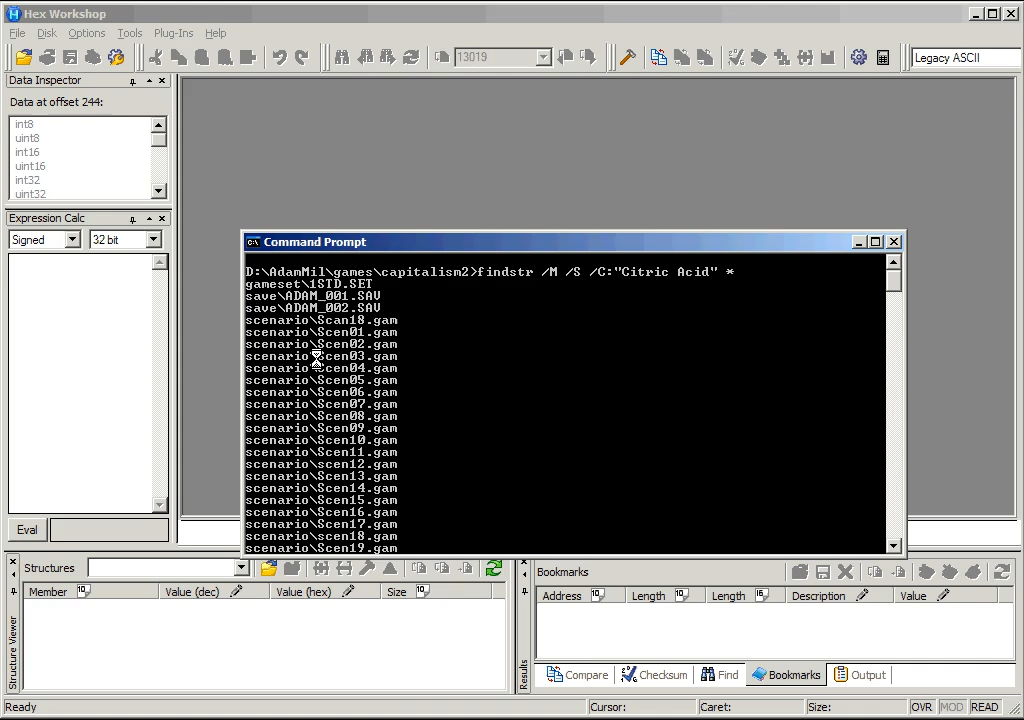 Hex Workshop
File Disk Options Tools Plug-Ins Help
13019
Legacy ASCII
Data Inspector
Data at offset 244:
int8
uint8
int16
uint16
int32
uint32
Expression Calc
Signed 32 bit
Eval
C:\ Command Prompt
D:\AdamMil\games\capitalism2>findstr /M /S /C:"Citric Acid" *
gameset\1STD.SET
save\ADAM_001.SAV
save\ADAM_002.SAV
scenario\Scan18.gam
scenario\Scen01.gam
scenario\Scen02.gam
scenario\Scen03.gam
scenario\Scen04.gam
scenario\Scen05.gam
scenario\Scen06.gam
scenario\Scen07.gam
scenario\Scen08.gam
scenario\Scen09.gam
scenario\Scen10.gam
scenario\Scen11.gam
scenario\scen12.gam
scenario\Scen13.gam
scenario\Scen14.gam
scenario\Scen15.gam
scenario\Scen16.gam
scenario\Scen17.gam
scenario\scen18.gam
scenario\Scen19.gam
Structures
Member 10 Value (dec) Value (hex) Size 10
Structure Viewer
Bookmarks
Address 10 Length 10 Length 16 Description Value
Results
Compare Checksum Find Bookmarks Output
Ready Cursor: Caret: Size: OVR MOD READ